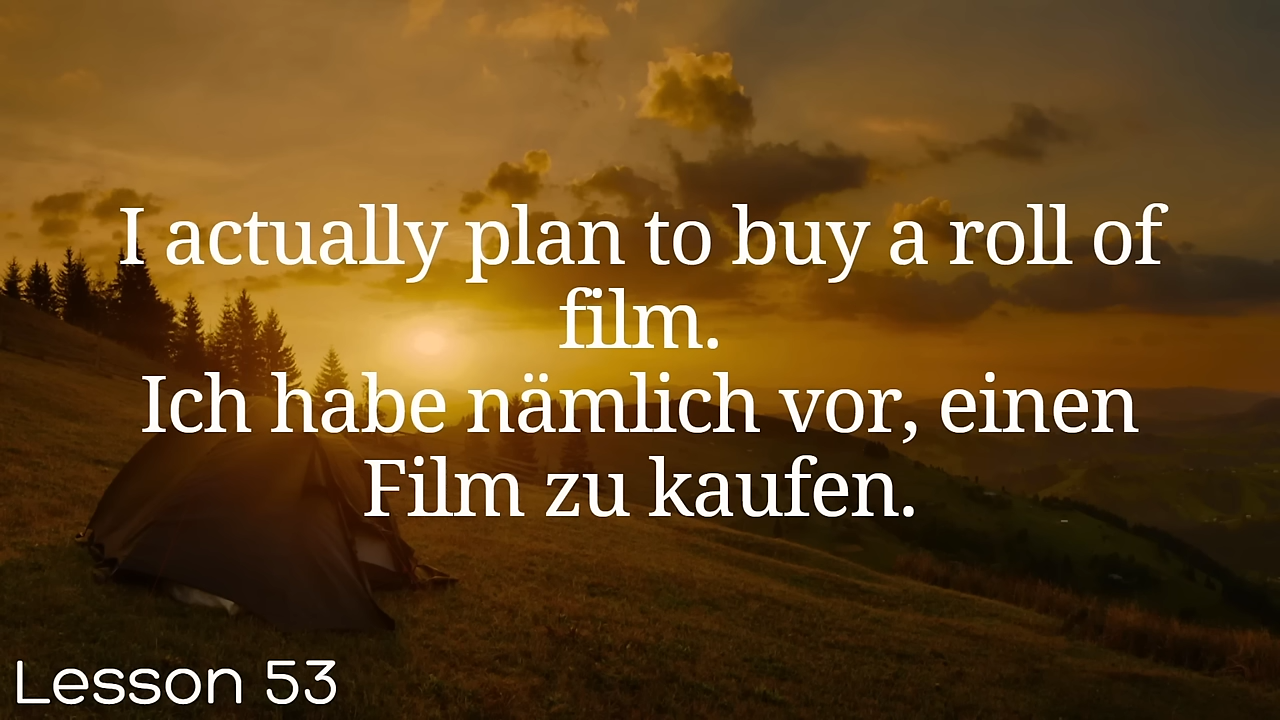 I actually plan to buy a roll of
film.
Ich habe nämlich vor, einen
Film zu kaufen.
Lesson 53